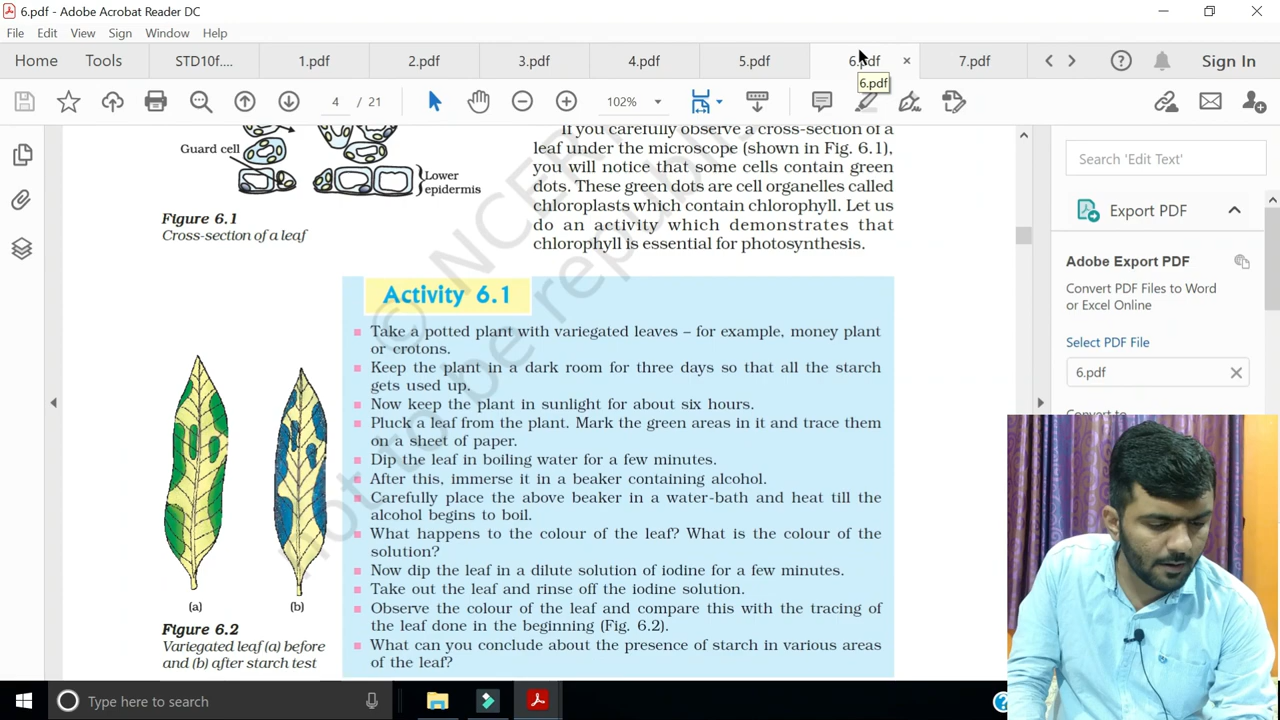 6.pdf - Adobe Acrobat Reader DC
File Edit View Sign Window Help
Home Tools STD10f.... 1.pdf 2.pdf 3.pdf 4.pdf 5.pdf 6.pdf × 7.pdf Sign In
6.pdf
4 / 21 102%
Guard cell
Lower
epidermis
Figure 6.1
Cross-section of a leaf
If you carefully observe a cross-section of a
leaf under the microscope (shown in Fig. 6.1),
you will notice that some cells contain green
dots. These green dots are cell organelles called
chloroplasts which contain chlorophyll. Let us
do an activity which demonstrates that
chlorophyll is essential for photosynthesis.
© NCERT
not to be republished
Activity 6.1
Take a potted plant with variegated leaves – for example, money plant
or crotons.
Keep the plant in a dark room for three days so that all the starch
gets used up.
Now keep the plant in sunlight for about six hours.
Pluck a leaf from the plant. Mark the green areas in it and trace them
on a sheet of paper.
Dip the leaf in boiling water for a few minutes.
After this, immerse it in a beaker containing alcohol.
Carefully place the above beaker in a water-bath and heat till the
alcohol begins to boil.
What happens to the colour of the leaf? What is the colour of the
solution?
Now dip the leaf in a dilute solution of iodine for a few minutes.
Take out the leaf and rinse off the iodine solution.
Observe the colour of the leaf and compare this with the tracing of
the leaf done in the beginning (Fig. 6.2).
What can you conclude about the presence of starch in various areas
of the leaf?
(a) (b)
Figure 6.2
Variegated leaf (a) before
and (b) after starch test
Search 'Edit Text'
Export PDF
Adobe Export PDF
Convert PDF Files to Word
or Excel Online
Select PDF File
6.pdf
Convert to
Type here to search